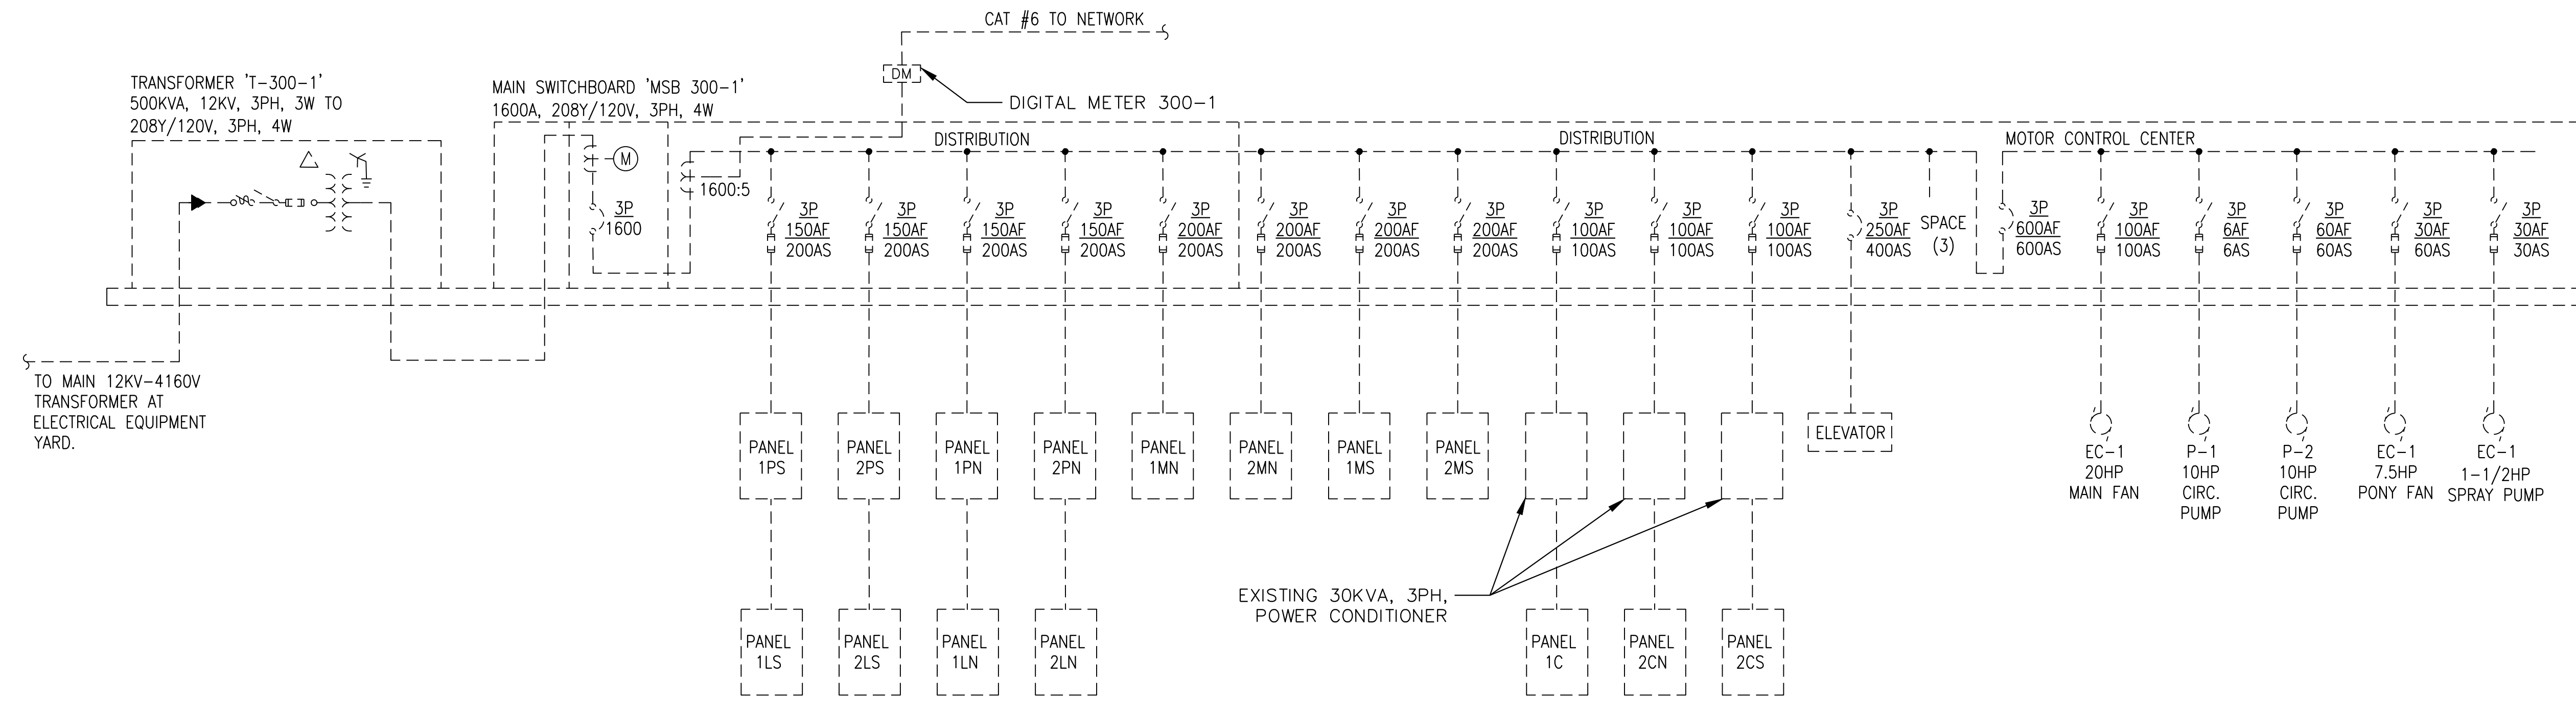 CAT #6 TO NETWORK
TRANSFORMER 'T-300-1'
500KVA, 12KV, 3PH, 3W TO
208Y/120V, 3PH, 4W
MAIN SWITCHBOARD 'MSB 300-1'
1600A, 208Y/120V, 3PH, 4W
DM
DIGITAL METER 300-1
DISTRIBUTION
DISTRIBUTION
MOTOR CONTROL CENTER
M
1600:5
3P
1600
3P
150AF
200AS
3P
150AF
200AS
3P
150AF
200AS
3P
150AF
200AS
3P
200AF
200AS
3P
200AF
200AS
3P
200AF
200AS
3P
200AF
200AS
3P
100AF
100AS
3P
100AF
100AS
3P
100AF
100AS
3P
250AF
400AS
SPACE
(3)
3P
600AF
600AS
3P
100AF
100AS
3P
6AF
6AS
3P
60AF
60AS
3P
30AF
60AS
3P
30AF
30AS
TO MAIN 12KV-4160V
TRANSFORMER AT
ELECTRICAL EQUIPMENT
YARD.
PANEL
1PS
PANEL
2PS
PANEL
1PN
PANEL
2PN
PANEL
1MN
PANEL
2MN
PANEL
1MS
PANEL
2MS
ELEVATOR
EC-1
20HP
MAIN FAN
P-1
10HP
CIRC.
PUMP
P-2
10HP
CIRC.
PUMP
EC-1
7.5HP
PONY FAN
EC-1
1-1/2HP
SPRAY PUMP
EXISTING 30KVA, 3PH,
POWER CONDITIONER
PANEL
1LS
PANEL
2LS
PANEL
1LN
PANEL
2LN
PANEL
1C
PANEL
2CN
PANEL
2CS